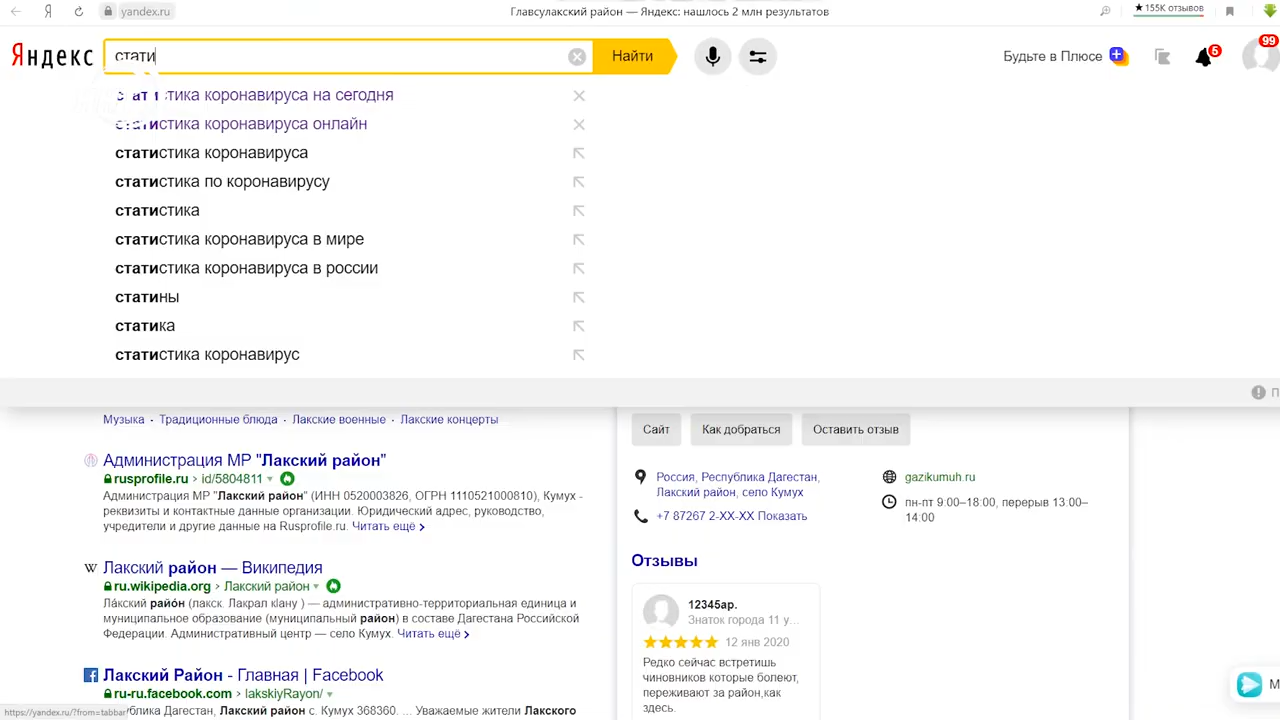 yandex.ru
Главсулакский район — Яндекс: нашлось 2 млн результатов
155K отзывов
Яндекс
стати
Найти
Будьте в Плюсе
5
99
статистика коронавируса на сегодня
статистика коронавируса онлайн
статистика коронавируса
статистика по коронавирусу
статистика
статистика коронавируса в мире
статистика коронавируса в россии
статины
статика
статистика коронавирус
П
Музыка · Традиционные блюда · Лакские военные · Лакские концерты
Администрация МР "Лакский район"
rusprofile.ru › id/5804811
Администрация МР "Лакский район" (ИНН 0520003826, ОГРН 1110521000810), Кумух -
реквизиты и контактные данные организации. Юридический адрес, руководство,
учредители и другие данные на Rusprofile.ru. Читать ещё ›
Лакский район — Википедия
ru.wikipedia.org › Лакский район
Ла́кский райо́н (лакск. Лакрал кlану ) — административно-территориальная единица и
муниципальное образование (муниципальный район) в составе Дагестана Российской
Федерации. Административный центр — село Кумух. Читать ещё ›
Лакский Район - Главная | Facebook
ru-ru.facebook.com › lakskiyRayon/
блика Дагестан, Лакский район с. Кумух 368360. ... Уважаемые жители Лакского
https://yandex.ru/?from=tabbar
Сайт
Как добраться
Оставить отзыв
Россия, Республика Дагестан,
Лакский район, село Кумух
+7 87267 2-XX-XX Показать
gazikumuh.ru
пн-пт 9:00–18:00, перерыв 13:00–
14:00
Отзывы
12345ар.
Знаток города 11 у...
12 янв 2020
Редко сейчас встретишь
чиновников которые болеют,
переживают за район,как
здесь.
М